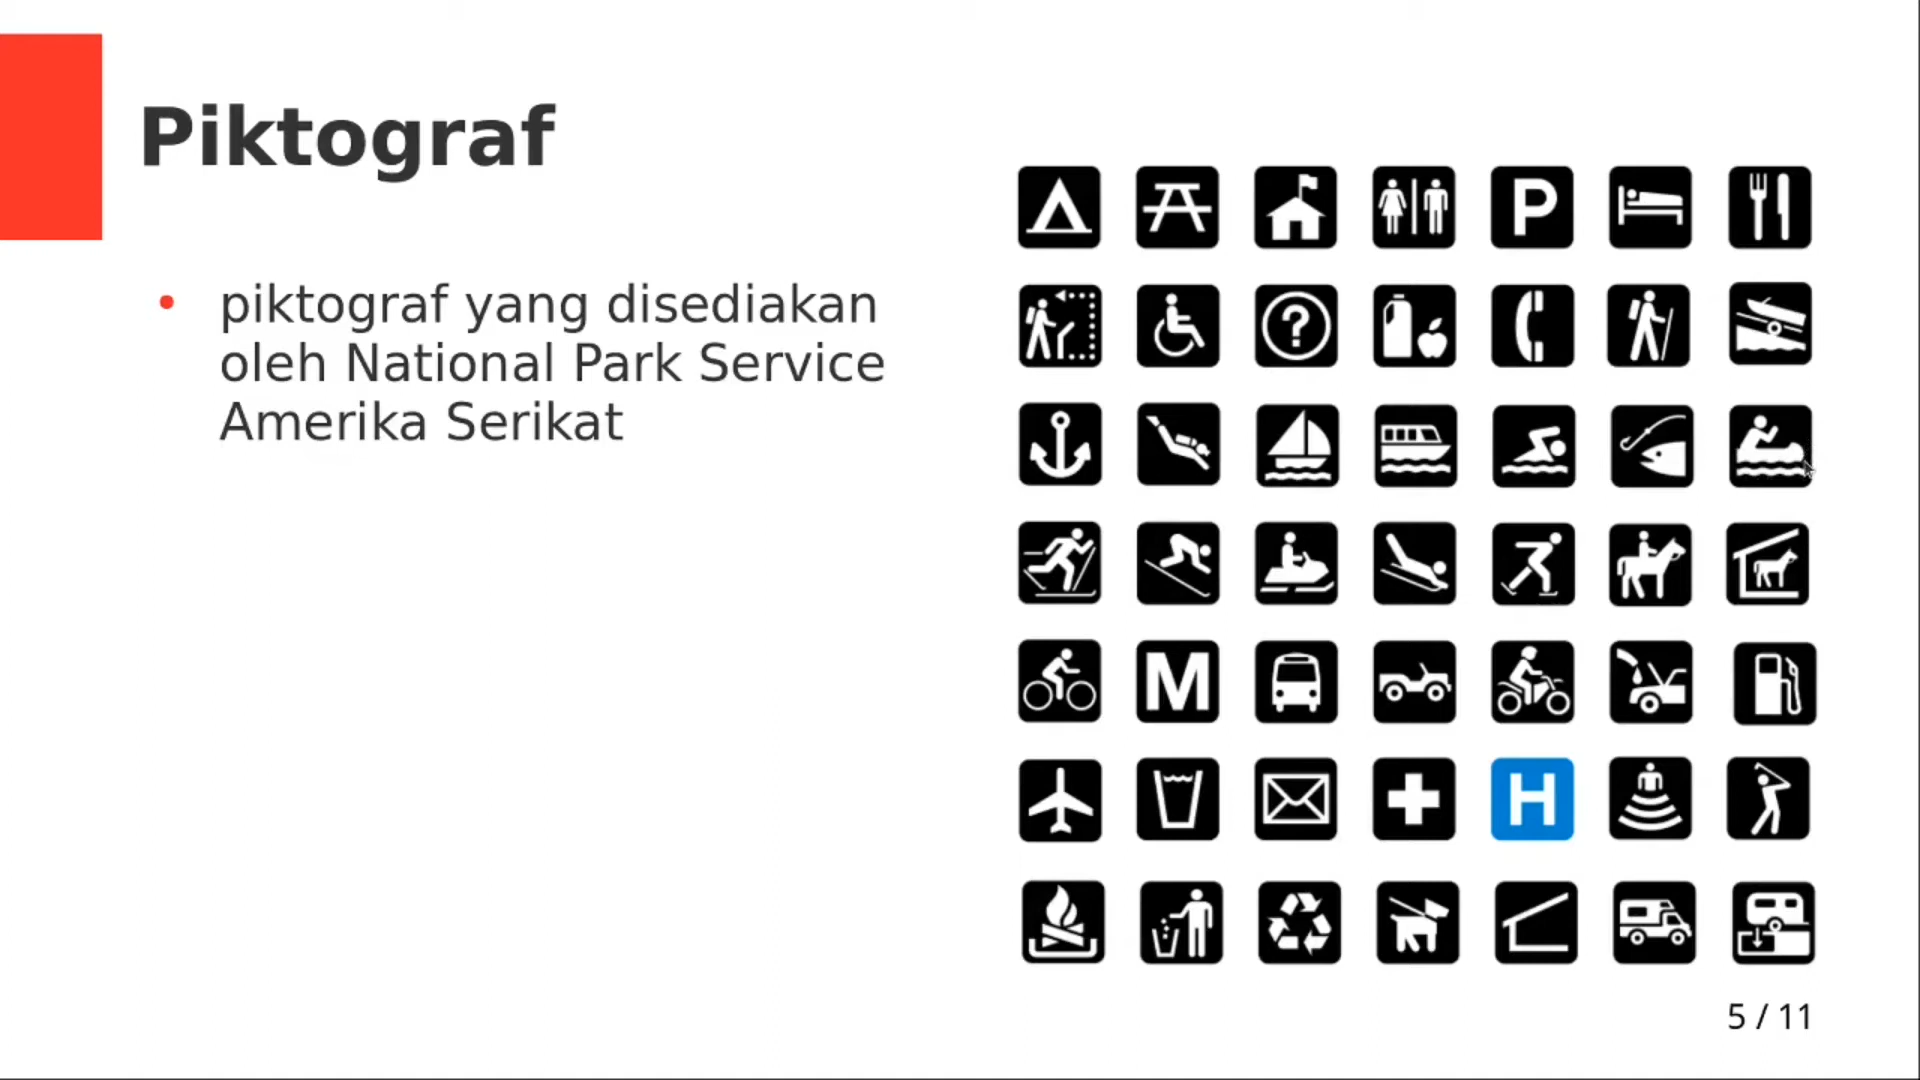 Piktograf
• piktograf yang disediakan
oleh National Park Service
Amerika Serikat
P
?
M
H
5 / 11